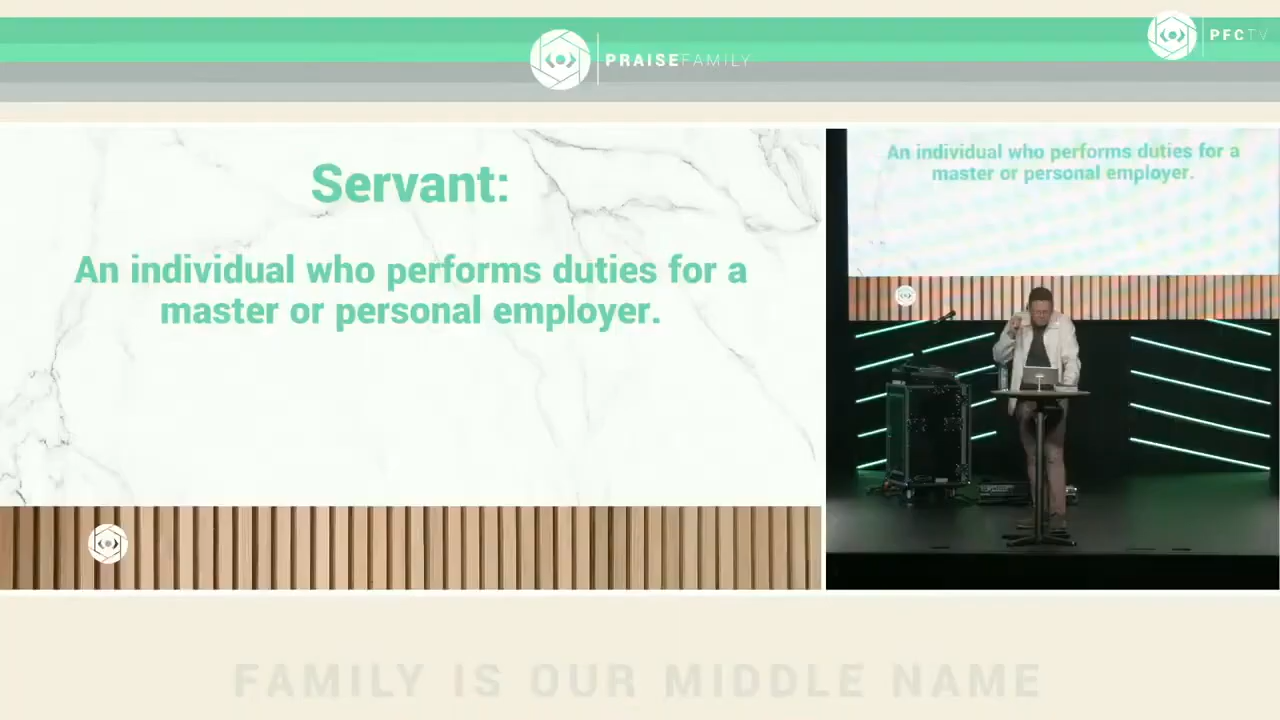 PRAISEFAMILY
PFCTV
Servant:
An individual who performs duties for a
master or personal employer.
An individual who performs duties for a
master or personal employer.
FAMILY IS OUR MIDDLE NAME